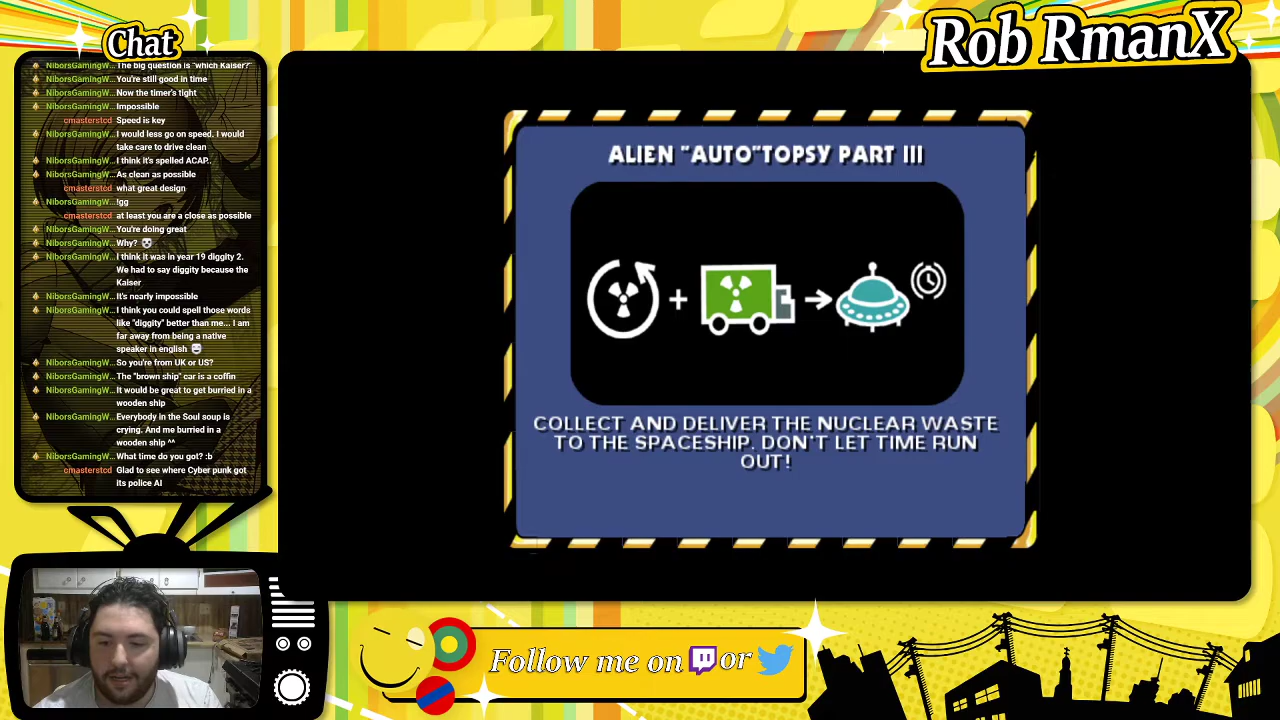 Chat
Rob RmanX
NiborsGamingW... The big question is "which Kaiser?"
NiborsGamingW... You're still good in time
NiborsGamingW... Now the timer's tight
NiborsGamingW... Impossible
cmasterstcd Speed is key
NiborsGamingW... I would less go on speed. I would
take care to drive clean
NiborsGamingW... I think its spelled ACAP..
NiborsGamingW... As clean as possible
cmasterstcd what great design
NiborsGamingW... !gg
cmasterstcd at least you are a close as possible
NiborsGamingW... You're doing great
NiborsGamingW... Why?
NiborsGamingW... I think it was in year 19 diggity 2.
We had to say diggity because the
Kaiser
NiborsGamingW... It's nearly impossible
NiborsGamingW... I think you could spell those words
like "diggity" better than me... I am
far away from being a native
speaker in english
NiborsGamingW... So you're from UK or US?
NiborsGamingW... The "brown ship" car is a coffin
NiborsGamingW... It would be great to get burried in a
wooden ship
NiborsGamingW... Everybody in the Soul soup is
crying. And me burried in a
wooden ship ^^
NiborsGamingW... What time do you got? :b
cmasterstcd Glad to see where Cyber punk got
its police AI
ALIEN "AUTO"TOPSY PART III
COLLECT AND DELIVER THE NUCLEAR WASTE
TO THE SPACESHIP. DON'T LET TIME RUN
OUT!
Follow me on or